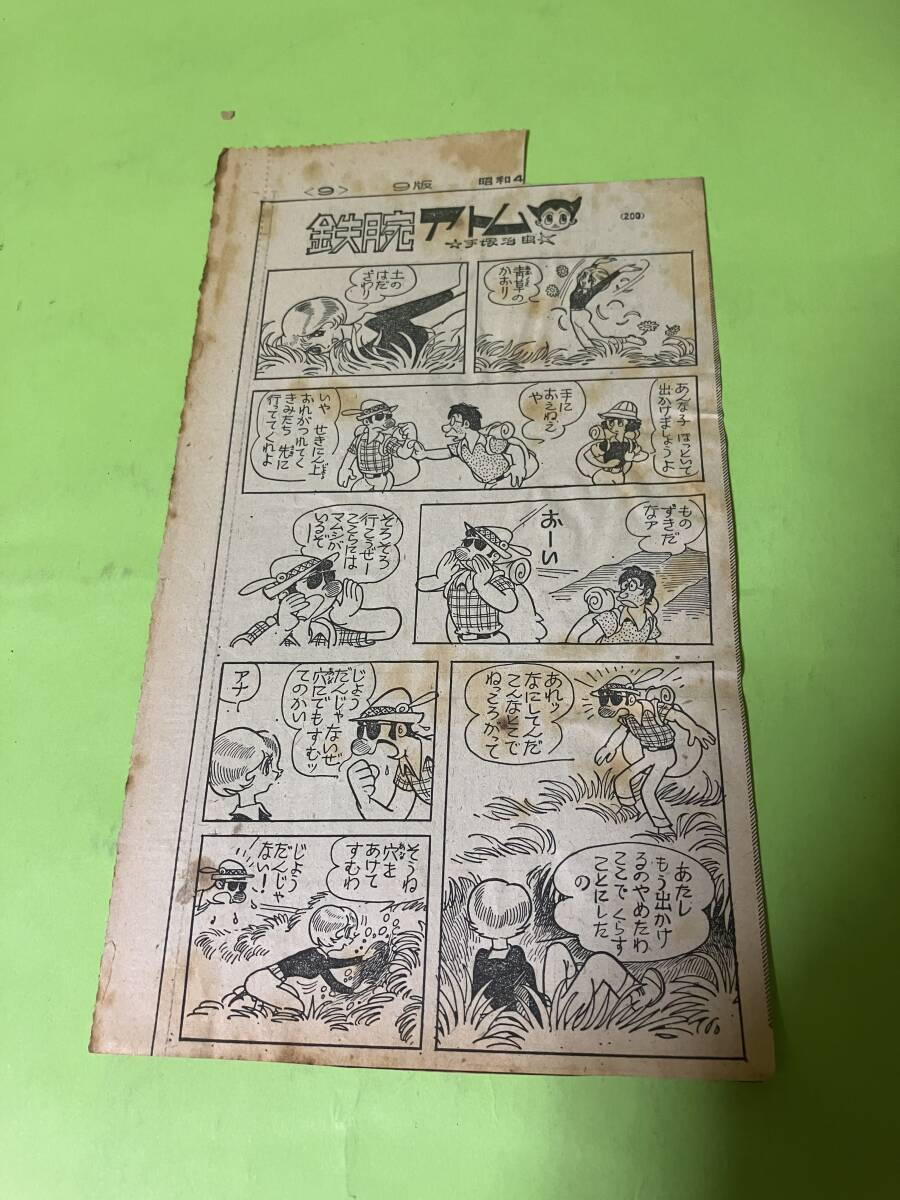 <9>
9版
昭和4
鉄腕アトム
☆手塚治虫☆
(200)
青草の
かおり
土の
はだ
ざわり
あんな子 ほっといて
出かけましょうよ
手に
おえねえ
や
いや せきにん上
おれがつれてく
きみたち 先に
行っててくれよ
もの
ずきだ
なァ
おーい
そろそろ
行こうぜー
ここらには
マムシが
いるぞー
あれッ
なにしてんだ
こんなとこで
ねっころがって
あたし
もう出かけ
るのやめたわ
ここで くらす
ことにした
の
じょう
だんじゃないぜ
穴にでもすむッ
てのかい
アナ
そうね
穴を
あけて
すむわ
じょう
だんじゃ
ない!